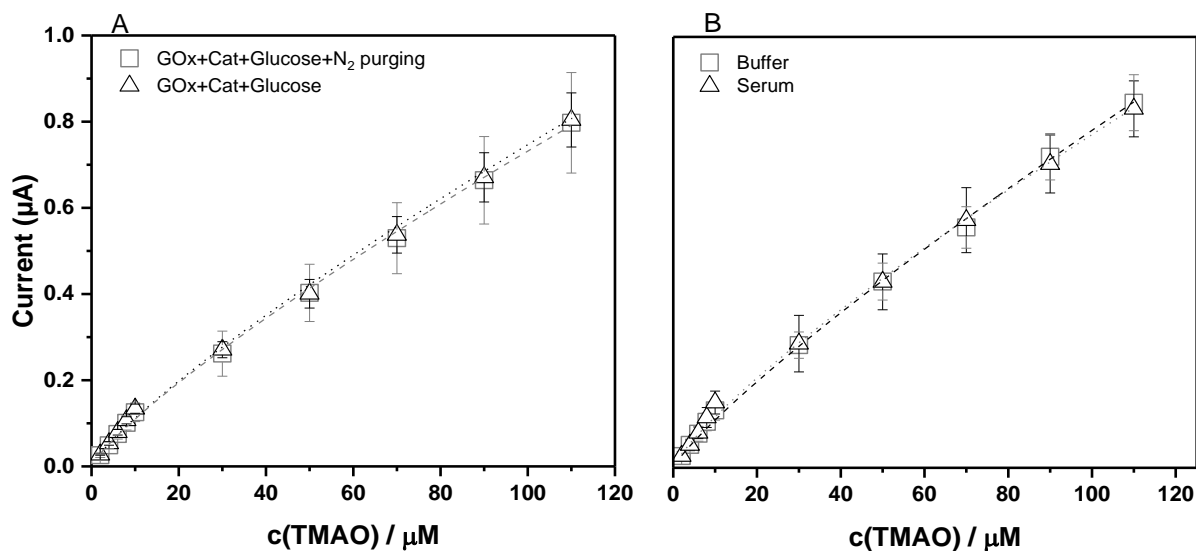 A
GOx+Cat+Glucose+N₂ purging
GOx+Cat+Glucose
Current (µA)
1.0
0.8
0.6
0.4
0.2
0.0
0 20 40 60 80 100 120
c(TMAO) / µM
B
Buffer
Serum
0 20 40 60 80 100 120
c(TMAO) / µM